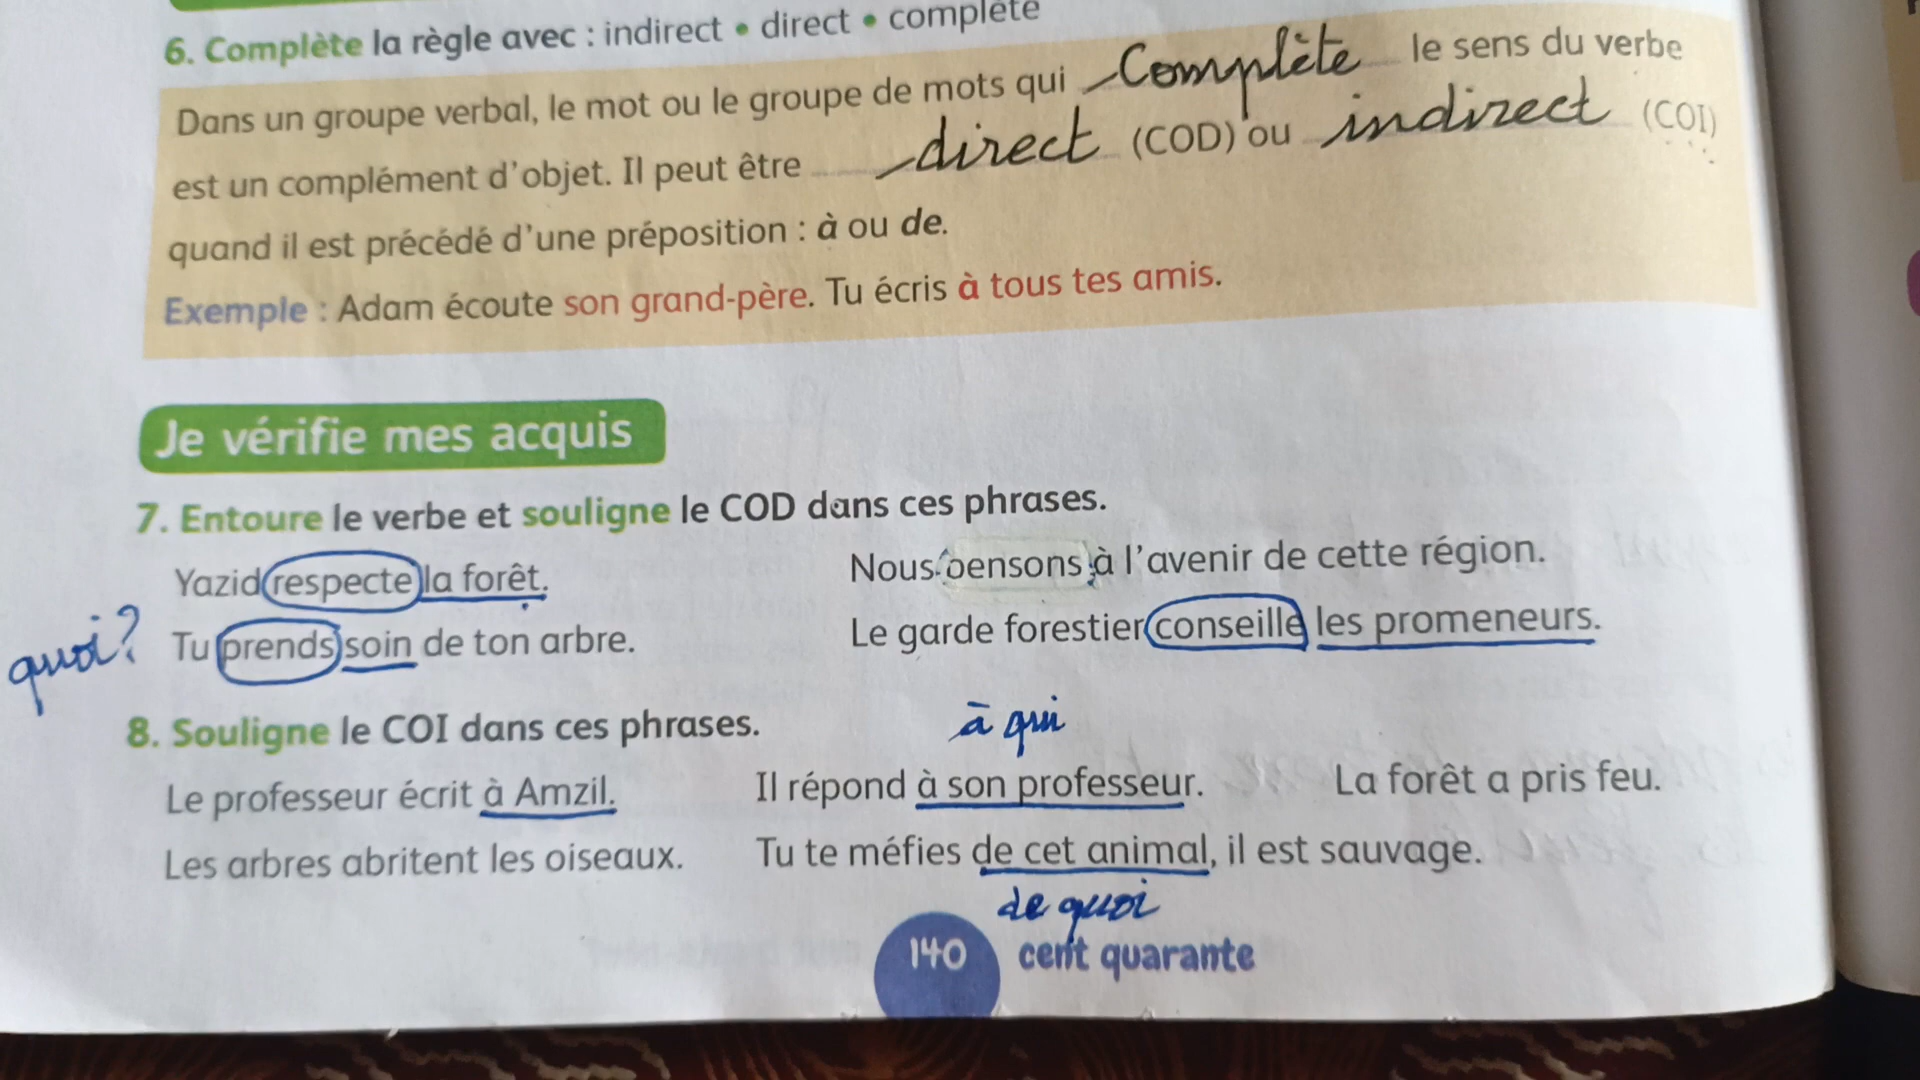 6. Complète la règle avec : indirect • direct • complète
Dans un groupe verbal, le mot ou le groupe de mots qui Complète le sens du verbe
est un complément d'objet. Il peut être direct (COD) ou indirect (COI)
quand il est précédé d'une préposition : à ou de.
Exemple : Adam écoute son grand-père. Tu écris à tous tes amis.
Je vérifie mes acquis
7. Entoure le verbe et souligne le COD dans ces phrases.
Yazid respecte la forêt. Nous pensons à l'avenir de cette région.
quoi? Tu prends soin de ton arbre. Le garde forestier conseille les promeneurs.
8. Souligne le COI dans ces phrases.
à qui
Le professeur écrit à Amzil. Il répond à son professeur. La forêt a pris feu.
Les arbres abritent les oiseaux. Tu te méfies de cet animal, il est sauvage.
de quoi
140 cent quarante